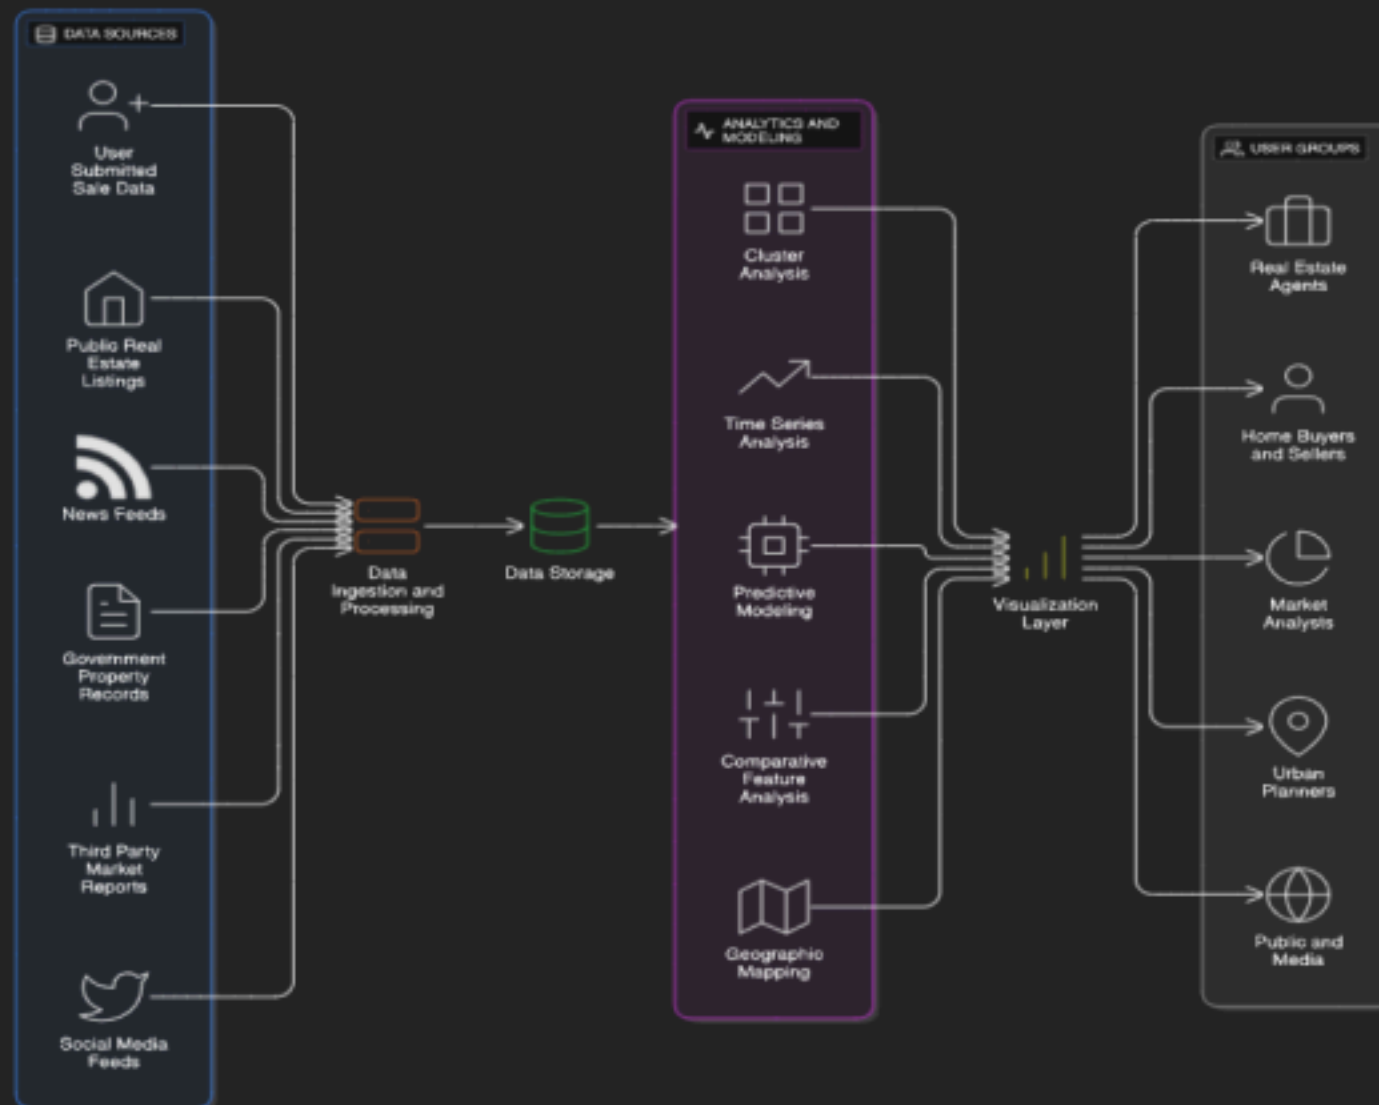 DATA SOURCES
User
Submitted
Sale Data
Public Real
Estate
Listings
News Feeds
Government
Property
Records
Third Party
Market
Reports
Social Media
Feeds
Data
Ingestion and
Processing
Data Storage
ANALYTICS AND
MODELING
Cluster
Analysis
Time Series
Analysis
Predictive
Modeling
Comparative
Feature
Analysis
Geographic
Mapping
Visualization
Layer
USER GROUPS
Real Estate
Agents
Home Buyers
and Sellers
Market
Analysts
Urban
Planners
Public and
Media